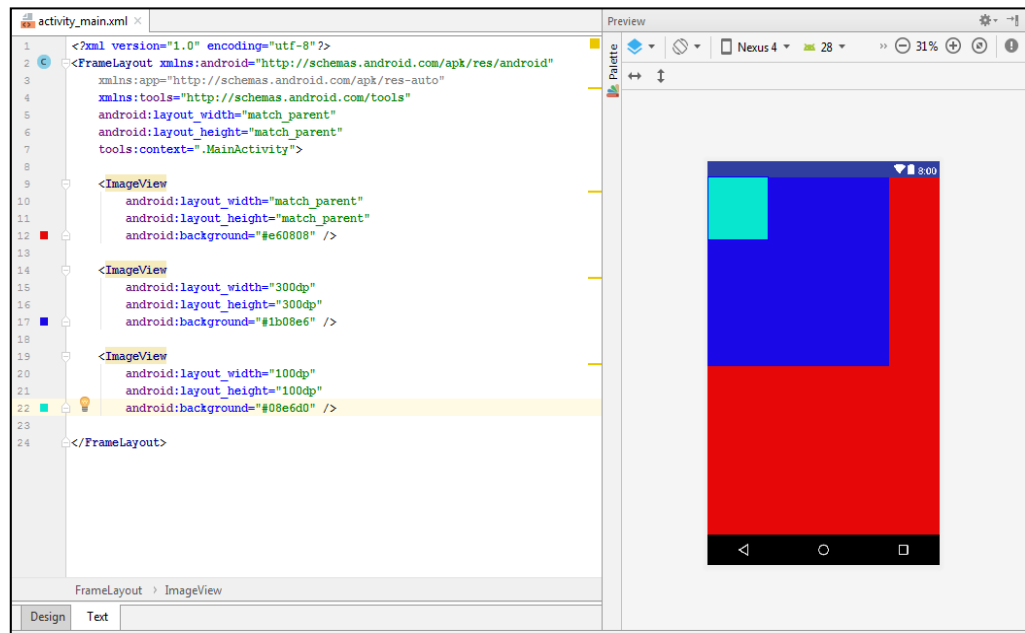 activity_main.xml
1 <?xml version="1.0" encoding="utf-8"?>
2 C <FrameLayout xmlns:android="http://schemas.android.com/apk/res/android"
3 xmlns:app="http://schemas.android.com/apk/res-auto"
4 xmlns:tools="http://schemas.android.com/tools"
5 android:layout_width="match_parent"
6 android:layout_height="match_parent"
7 tools:context=".MainActivity">
8
9 <ImageView
10 android:layout_width="match_parent"
11 android:layout_height="match_parent"
12 android:background="#e60808" />
13
14 <ImageView
15 android:layout_width="300dp"
16 android:layout_height="300dp"
17 android:background="#1b08e6" />
18
19 <ImageView
20 android:layout_width="100dp"
21 android:layout_height="100dp"
22 android:background="#08e6d0" />
23
24 </FrameLayout>
FrameLayout > ImageView
Design Text
Preview
Palette
Nexus 4 28 » 31%
8:00